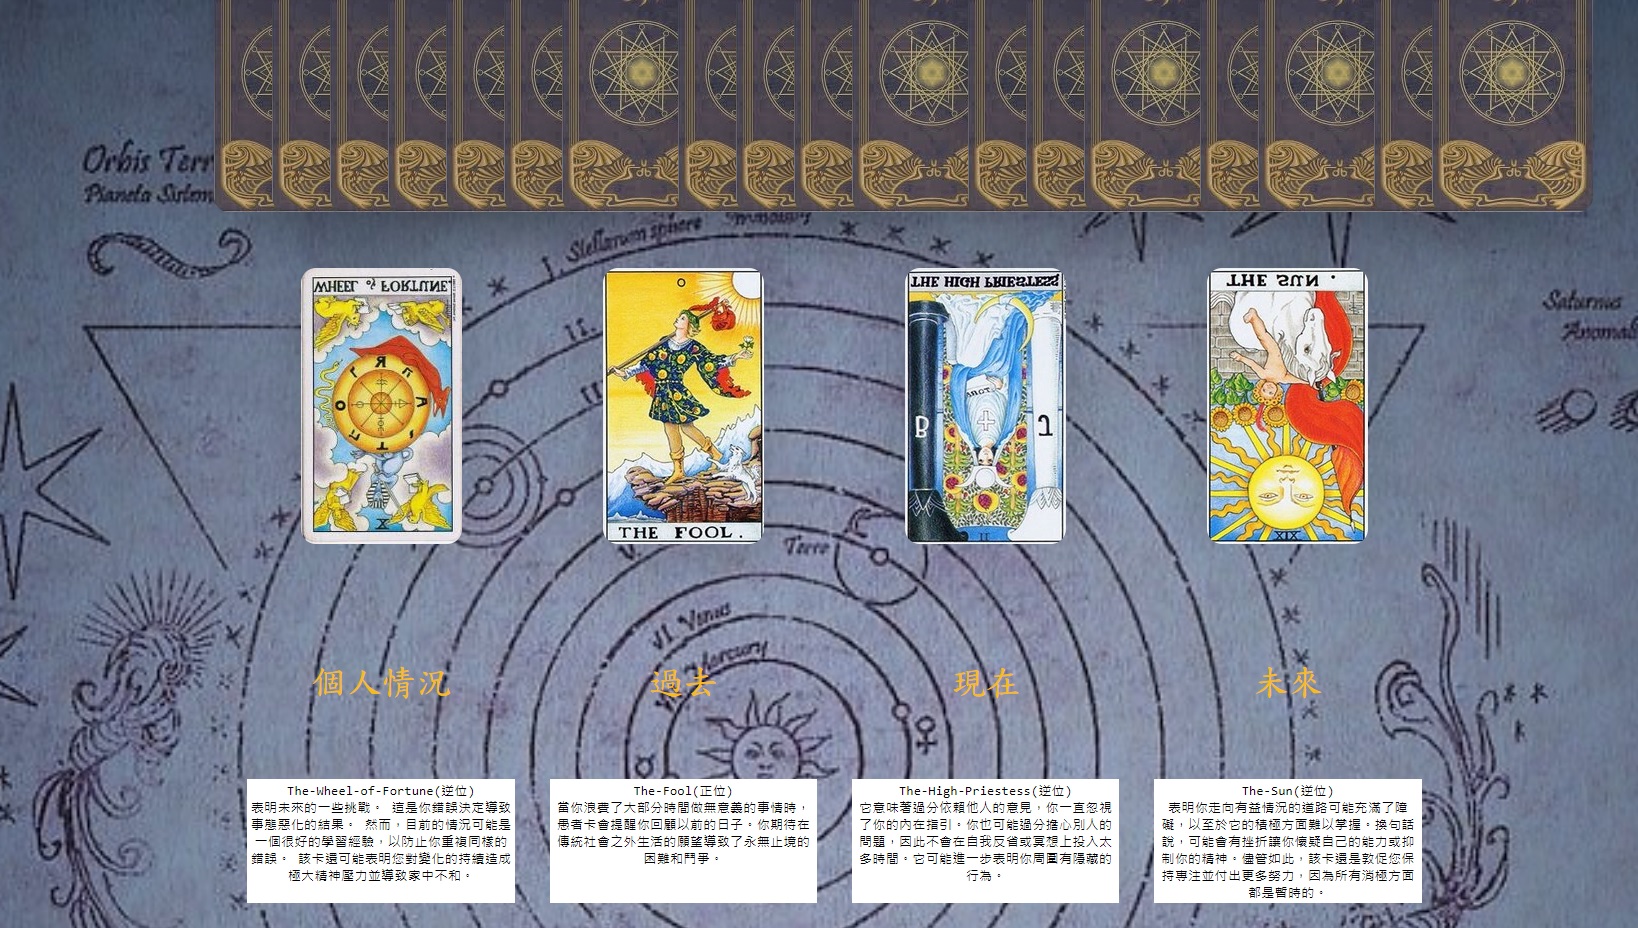 Orbis Terr
Planeta Sistem
I. Stellarum sphere
Saturnus
Anomal
II.
WHEEL of FORTUNE
X
0
THE FOOL.
THE HIGH PRIESTESS
B
J
II
THE SUN .
XIX
Terre
VI Venus
Mercury
個人情況
過去
現在
未來
The-Wheel-of-Fortune(逆位)
表明未來的一些挑戰。 這是你錯誤決定導致
事態惡化的結果。 然而，目前的情況可能是
一個很好的學習經驗，以防止你重複同樣的
錯誤。 該卡還可能表明您對變化的持續造成
極大精神壓力並導致家中不和。
The-Fool(正位)
當你浪費了大部分時間做無意義的事情時，
愚者卡會提醒你回顧以前的日子。你期待在
傳統社會之外生活的願望導致了永無止境的
困難和鬥爭。
The-High-Priestess(逆位)
它意味著過分依賴他人的意見，你一直忽視
了你的內在指引。你也可能過分擔心別人的
問題，因此不會在自我反省或冥想上投入太
多時間。它可能進一步表明你周圍有隱藏的
行為。
The-Sun(逆位)
表明你走向有益情況的道路可能充滿了障
礙，以至於它的積極方面難以掌握。換句話
說，可能會有挫折讓你懷疑自己的能力或抑
制你的精神。儘管如此，該卡還是敦促您保
持專注並付出更多努力，因為所有消極方面
都是暫時的。